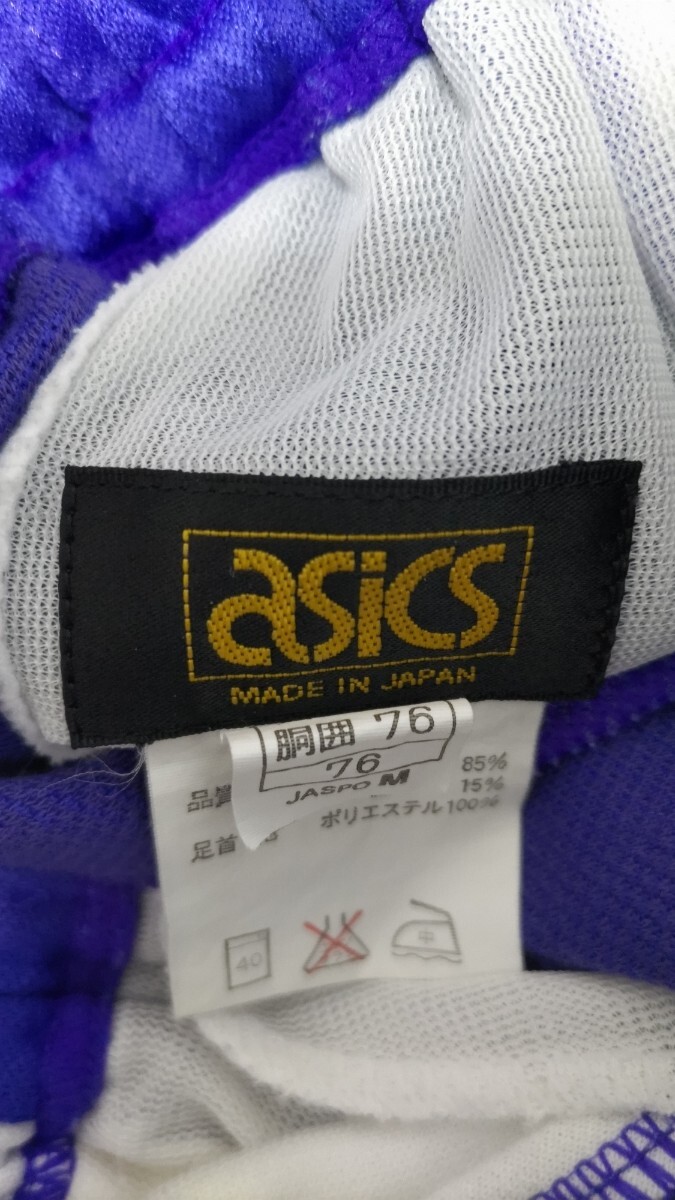 asics
MADE IN JAPAN
胴囲 76
76
JASPO M
品質
85%
15%
ポリエステル100%
足首
40
中